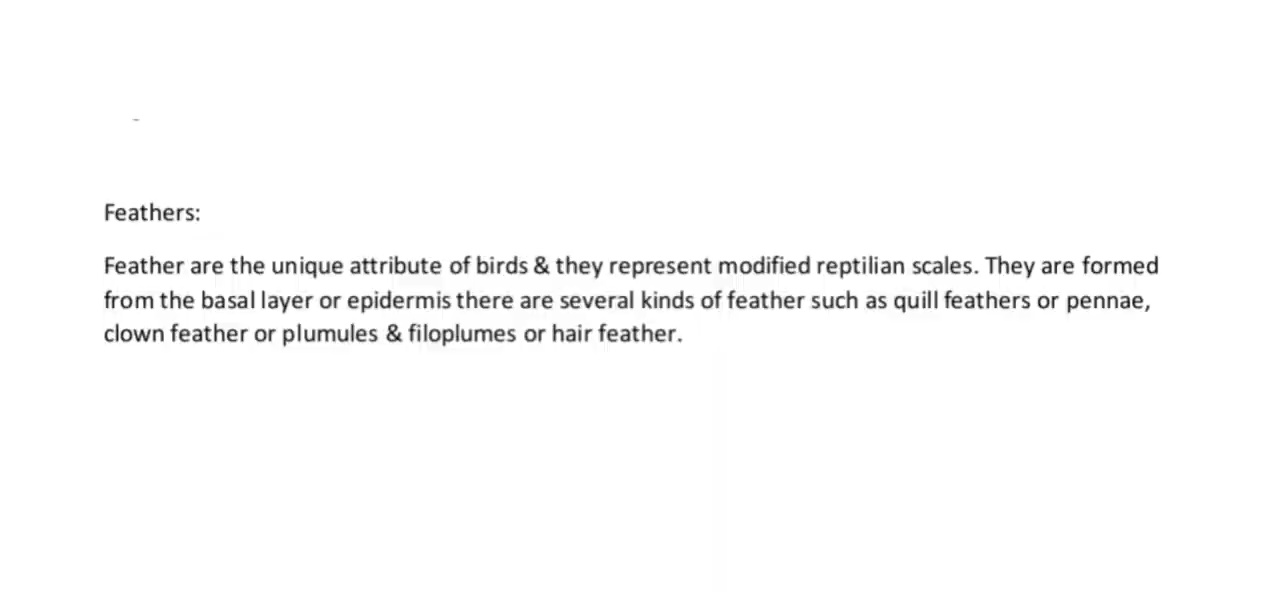 Feathers:
Feather are the unique attribute of birds & they represent modified reptilian scales. They are formed
from the basal layer or epidermis there are several kinds of feather such as quill feathers or pennae,
clown feather or plumules & filoplumes or hair feather.